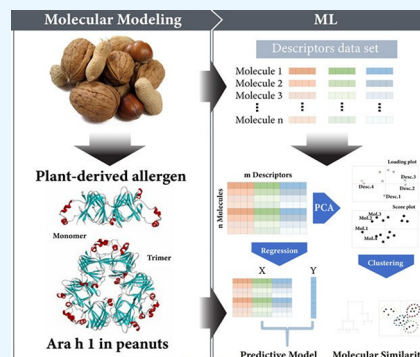 Molecular Modeling
ML
Plant-derived allergen
Monomer
Trimer
Ara h 1 in peanuts
Descriptors data set
Molecule 1
Molecule 2
Molecule 3
Molecule n
m Descriptors
n Molecules
PCA
Loading plot
Desc.4
Desc.3
Desc.2
Desc.1
Score plot
Mol.3
Mol.2
Mol.1
Regression
Clustering
X
Y
Predictive Model
Molecular Similarity